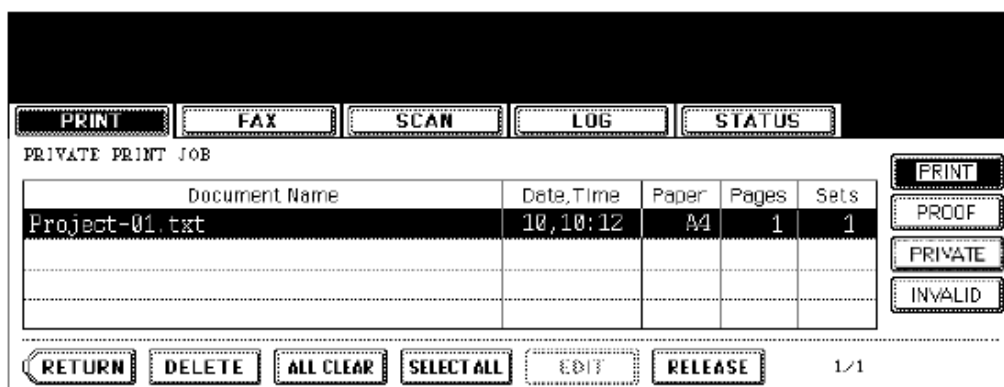 PRINT FAX SCAN LOG STATUS
PRIVATE PRINT JOB
PRINT
Document Name Date,Time Paper Pages Sets
PROOF
Project-01.txt 10,10:12 A4 1 1
PRIVATE
INVALID
RETURN DELETE ALL CLEAR SELECT ALL EDIT RELEASE 1/1